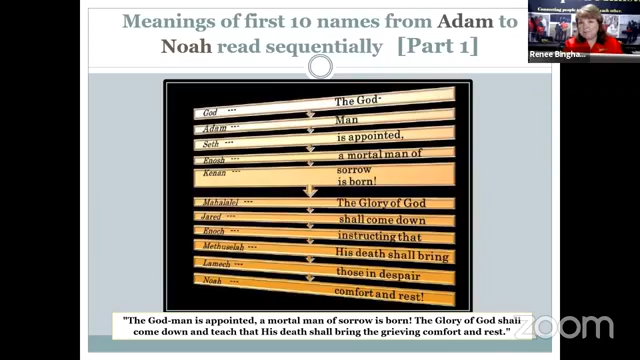 Meanings of first 10 names from Adam to
Noah read sequentially [Part 1]
Renee Bingha...
God --- The God-
Adam --- Man
Seth --- is appointed,
Enosh --- a mortal man of
Kenan --- sorrow
is born!
Mahalalel --- The Glory of God
Jared --- shall come down
Enoch --- instructing that
Methuselah --- His death shall bring
Lamech --- those in despair
Noah --- comfort and rest!
"The God-man is appointed, a mortal man of sorrow is born! The Glory of God shall
come down and teach that His death shall bring the grieving comfort and rest."
zoom